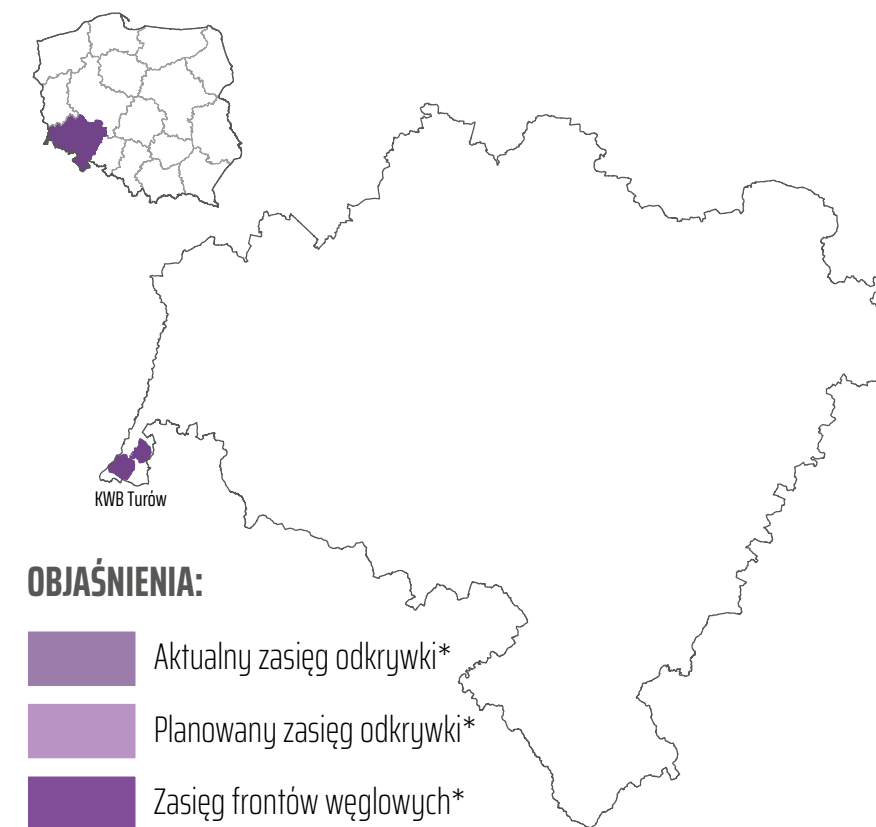 KWB Turów
OBJAŚNIENIA:
Aktualny zasięg odkrywki*
Planowany zasięg odkrywki*
Zasięg frontów węglowych*